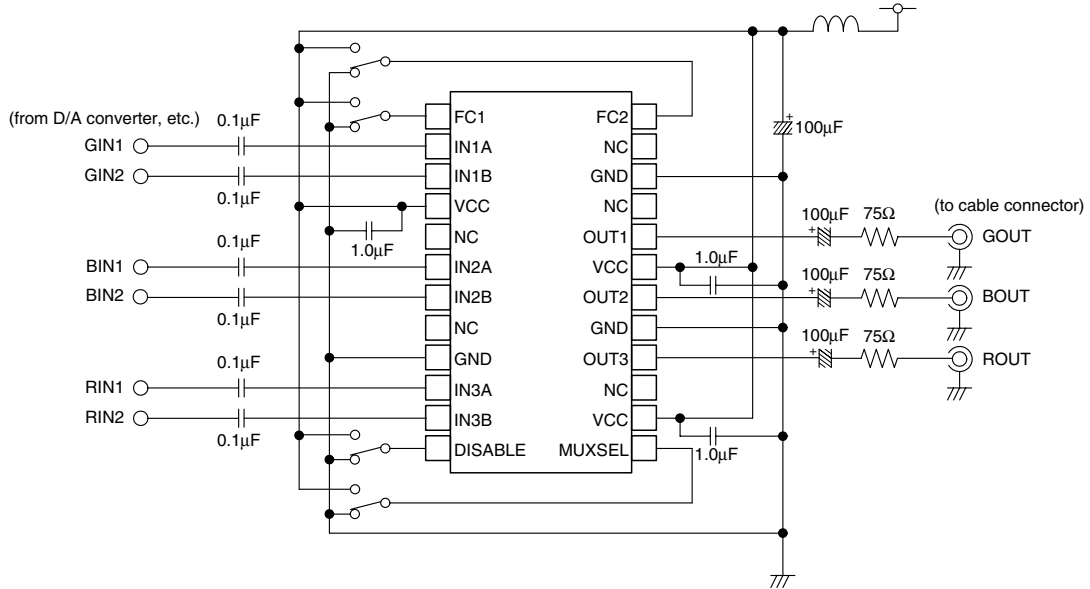 (from D/A converter, etc.)
GIN1
0.1μF
GIN2
0.1μF
1.0μF
BIN1
0.1μF
BIN2
0.1μF
RIN1
0.1μF
RIN2
0.1μF
FC1
IN1A
IN1B
VCC
NC
IN2A
IN2B
NC
GND
IN3A
IN3B
DISABLE
FC2
NC
GND
NC
OUT1
VCC
OUT2
GND
OUT3
NC
VCC
MUXSEL
+
100μF
1.0μF
1.0μF
(to cable connector)
100μF
+
75Ω
GOUT
100μF
+
75Ω
BOUT
100μF
+
75Ω
ROUT